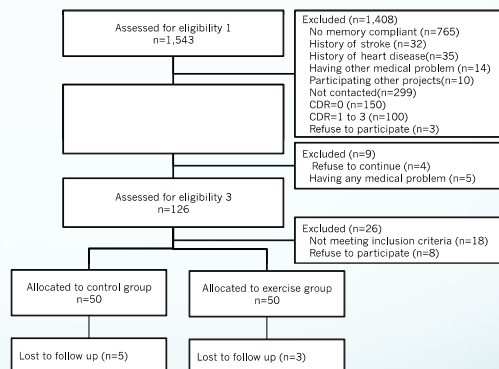 Assessed for eligibility 1
n=1,543
Excluded (n=1,408)
No memory compliant (n=765)
History of stroke (n=32)
History of heart disease(n=35)
Having other medical problem (n=14)
Participating other projects(n=10)
Not contacted(n=299)
CDR=0 (n=150)
CDR=1 to 3 (n=100)
Refuse to participate (n=3)
Excluded (n=9)
Refuse to continue (n=4)
Having any medical problem (n=5)
Assessed for eligibility 3
n=126
Excluded (n=26)
Not meeting inclusion criteria (n=18)
Refuse to participate (n=8)
Allocated to control group
n=50
Allocated to exercise group
n=50
Lost to follow up (n=5)
Lost to follow up (n=3)